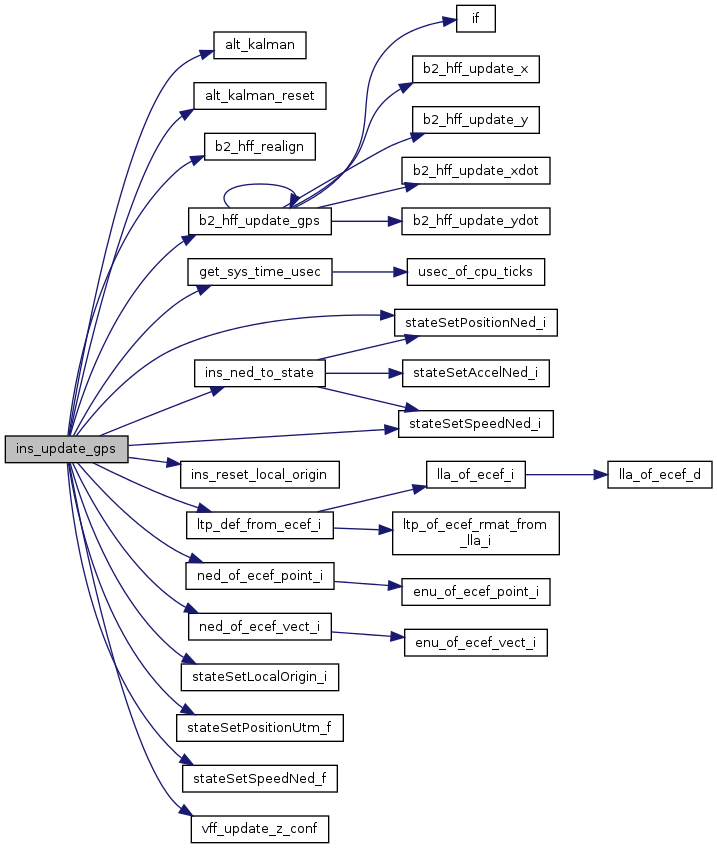 if
alt_kalman
b2_hff_update_x
alt_kalman_reset
b2_hff_update_y
b2_hff_realign
b2_hff_update_xdot
b2_hff_update_gps
b2_hff_update_ydot
get_sys_time_usec
usec_of_cpu_ticks
stateSetPositionNed_i
ins_ned_to_state
stateSetAccelNed_i
stateSetSpeedNed_i
ins_update_gps
ins_reset_local_origin
lla_of_ecef_i
lla_of_ecef_d
ltp_def_from_ecef_i
ltp_of_ecef_rmat_from
_lla_i
ned_of_ecef_point_i
enu_of_ecef_point_i
ned_of_ecef_vect_i
enu_of_ecef_vect_i
stateSetLocalOrigin_i
stateSetPositionUtm_f
stateSetSpeedNed_f
vff_update_z_conf